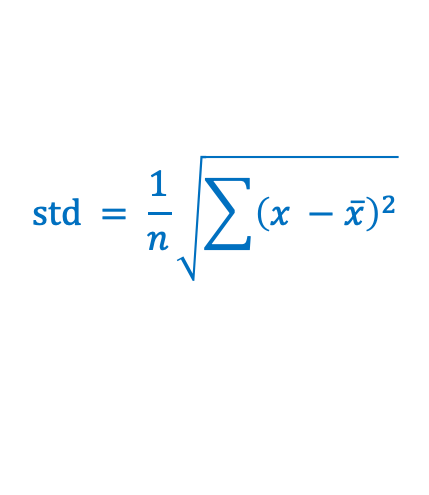 std = 1/n √∑(x − x̄)²